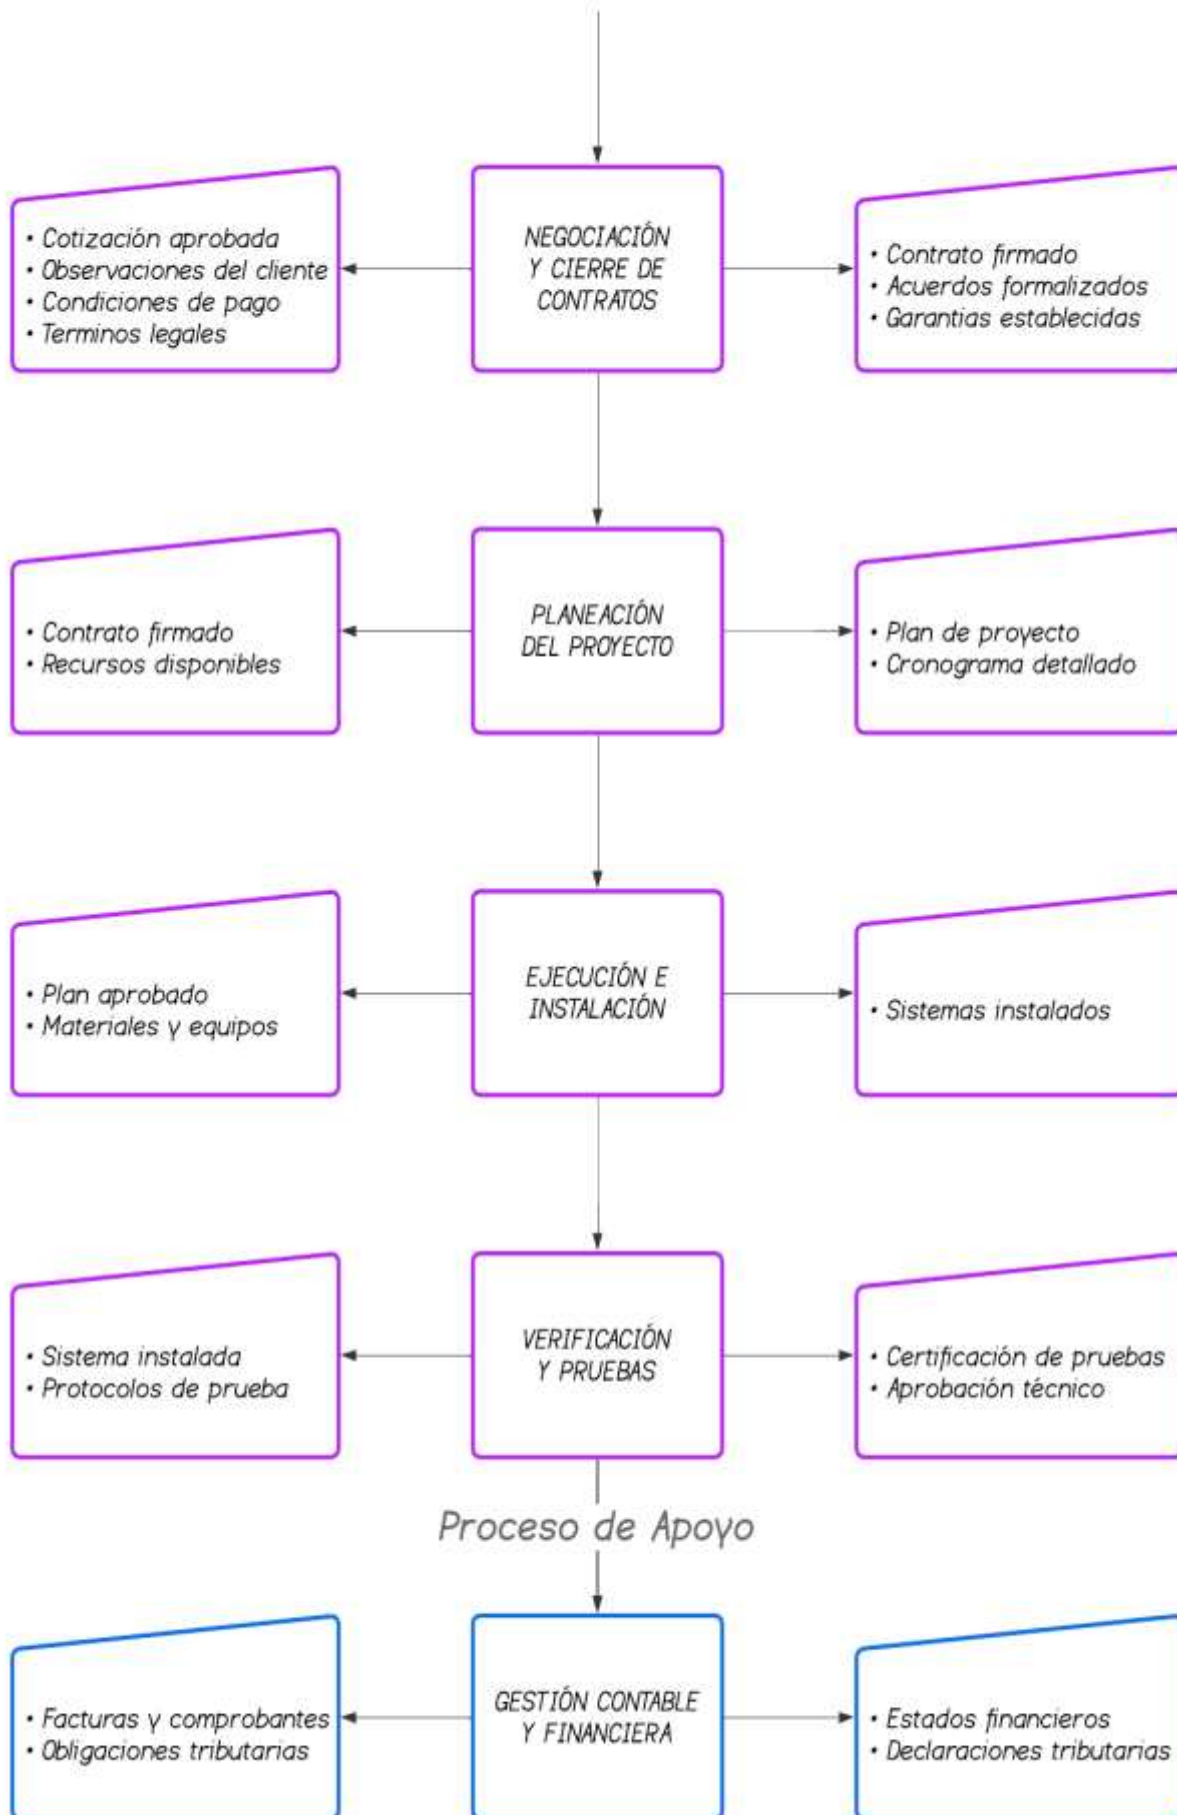 • Cotización aprobada
• Observaciones del cliente
• Condiciones de pago
• Terminos legales
NEGOCIACIÓN
Y CIERRE DE
CONTRATOS
• Contrato firmado
• Acuerdos formalizados
• Garantias establecidas
• Contrato firmado
• Recursos disponibles
PLANEACIÓN
DEL PROYECTO
• Plan de proyecto
• Cronograma detallado
• Plan aprobado
• Materiales y equipos
EJECUCIÓN E
INSTALACIÓN
• Sistemas instalados
• Sistema instalada
• Protocolos de prueba
VERIFICACIÓN
Y PRUEBAS
• Certificación de pruebas
• Aprobación técnico
Proceso de Apoyo
• Facturas y comprobantes
• Obligaciones tributarias
GESTIÓN CONTABLE
Y FINANCIERA
• Estados financieros
• Declaraciones tributarias